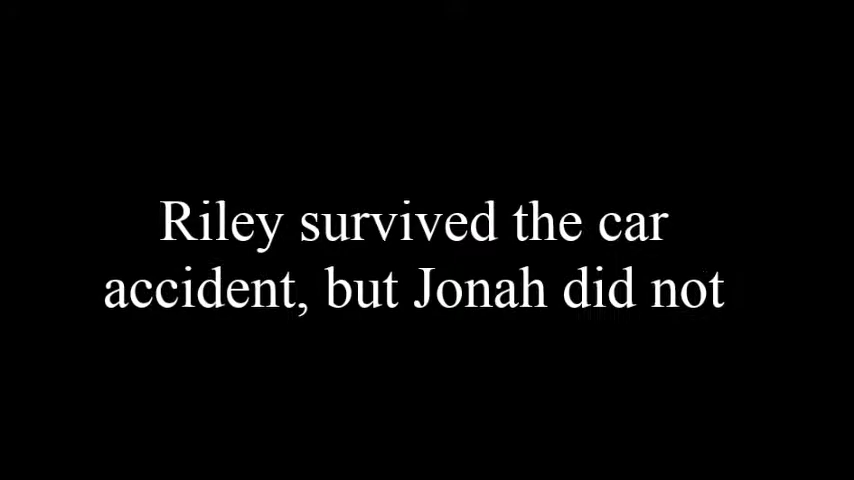 Riley survived the car
accident, but Jonah did not